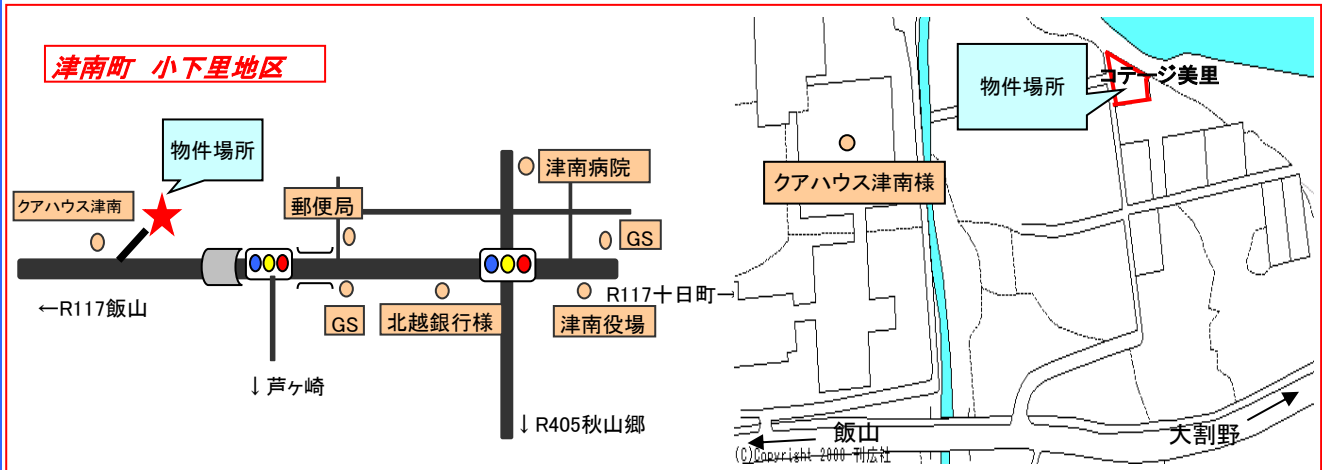 津南町 小下里地区
物件場所
クアハウス津南
郵便局
津南病院
GS
←R117飯山
GS
北越銀行様
津南役場
R117十日町→
↓芦ヶ崎
↓R405秋山郷
物件場所
コテージ美里
クアハウス津南様
飯山
大割野
(C)Copyright 2000 刊広社